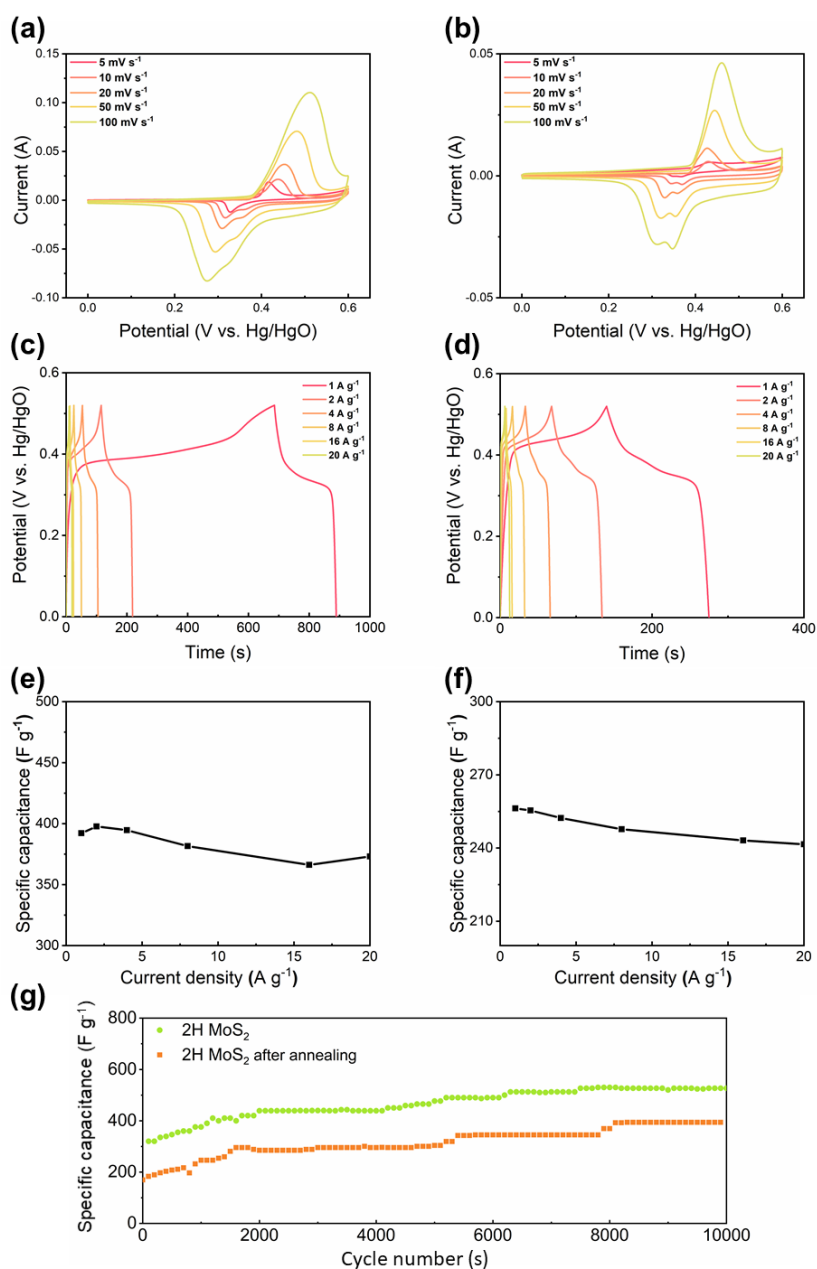 (a)
0.15
0.10
0.05
0.00
-0.05
-0.10
Current (A)
5 mV s⁻¹
10 mV s⁻¹
20 mV s⁻¹
50 mV s⁻¹
100 mV s⁻¹
0.0 0.2 0.4 0.6
Potential (V vs. Hg/HgO)
(b)
0.05
0.00
-0.05
Current (A)
5 mV s⁻¹
10 mV s⁻¹
20 mV s⁻¹
50 mV s⁻¹
100 mV s⁻¹
0.0 0.2 0.4 0.6
Potential (V vs. Hg/HgO)
(c)
0.6
0.4
0.2
0.0
Potential (V vs. Hg/HgO)
1 A g⁻¹
2 A g⁻¹
4 A g⁻¹
8 A g⁻¹
16 A g⁻¹
20 A g⁻¹
0 200 400 600 800 1000
Time (s)
(d)
0.6
0.4
0.2
0.0
Potential (V vs. Hg/HgO)
1 A g⁻¹
2 A g⁻¹
4 A g⁻¹
8 A g⁻¹
16 A g⁻¹
20 A g⁻¹
0 200 400
Time (s)
(e)
500
450
400
350
300
Specific capacitance (F g⁻¹)
0 5 10 15 20
Current density (A g⁻¹)
(f)
300
270
240
210
Specific capacitance (F g⁻¹)
0 5 10 15 20
Current density (A g⁻¹)
(g)
800
600
400
200
0
Specific capacitance (F g⁻¹)
2H MoS₂
2H MoS₂ after annealing
0 2000 4000 6000 8000 10000
Cycle number (s)